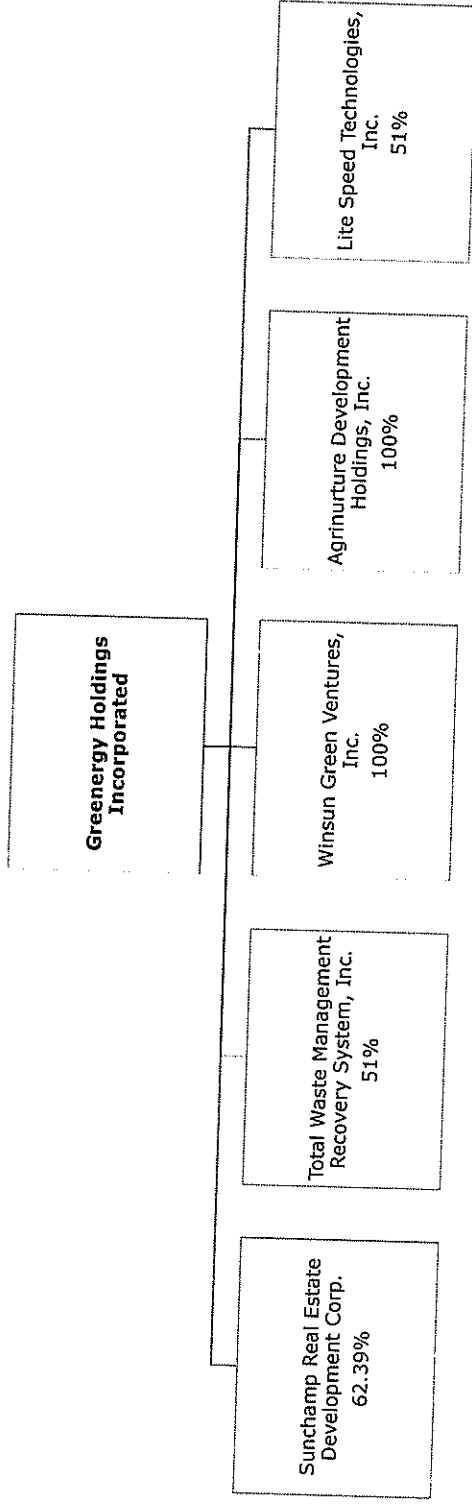 Greenergy Holdings
Incorporated
Sunchamp Real Estate
Development Corp.
62.39%
Total Waste Management
Recovery System, Inc.
51%
Winsun Green Ventures,
Inc.
100%
Agrinurture Development
Holdings, Inc.
100%
Lite Speed Technologies,
Inc.
51%